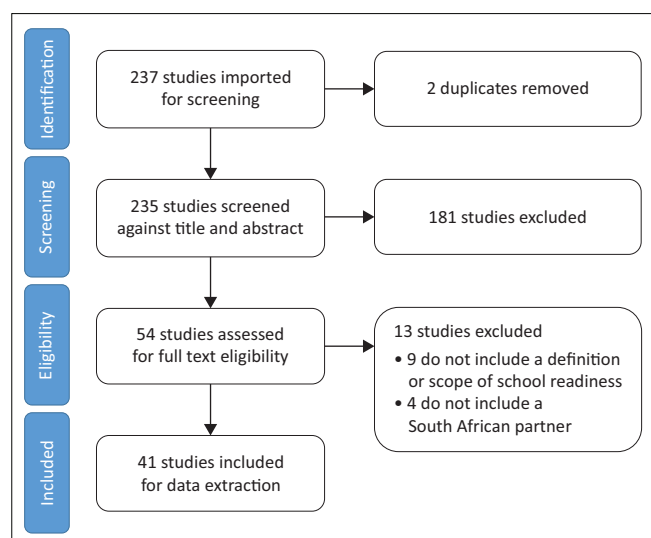 Identification
237 studies imported
for screening
2 duplicates removed
Screening
235 studies screened
against title and abstract
181 studies excluded
Eligibility
54 studies assessed
for full text eligibility
13 studies excluded
• 9 do not include a definition
or scope of school readiness
• 4 do not include a
South African partner
Included
41 studies included
for data extraction